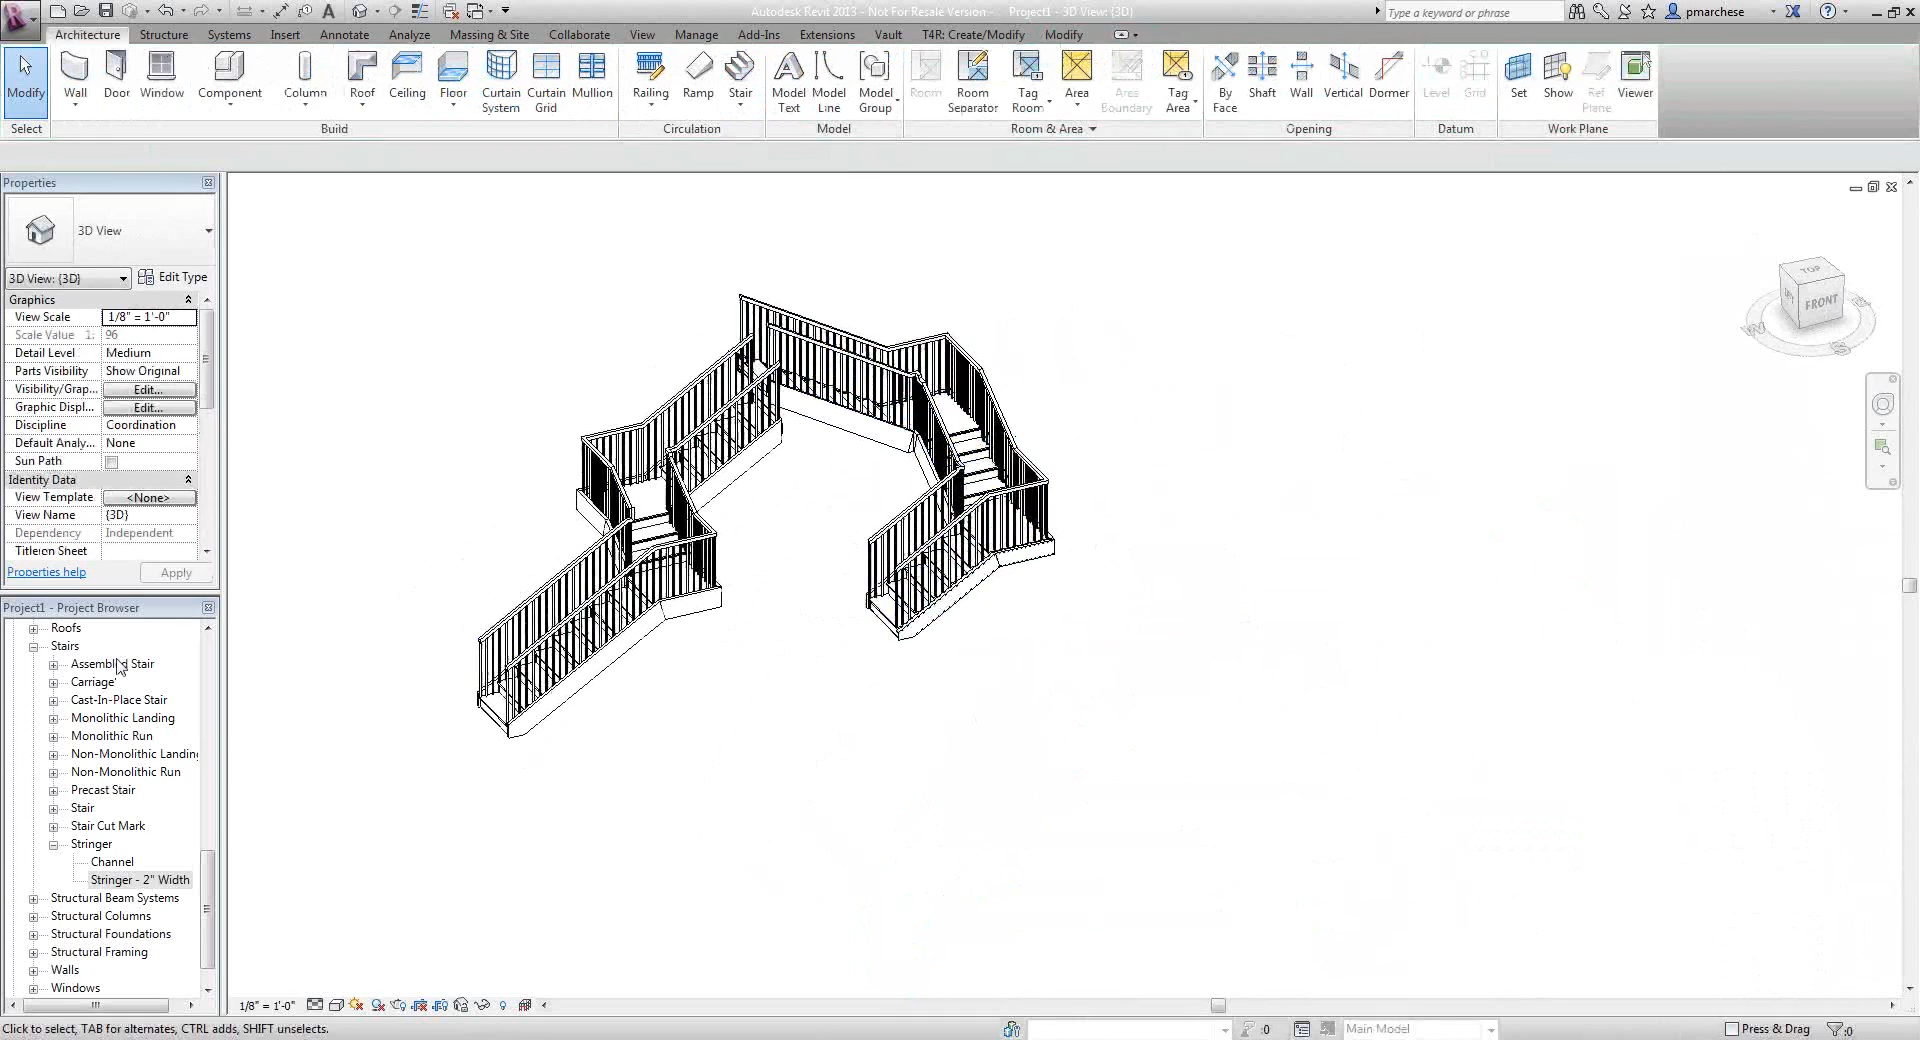 Autodesk Revit 2013 - Not For Resale Version - Project1 - 3D View: {3D}
Type a keyword or phrase
pmarchese
Architecture Structure Systems Insert Annotate Analyze Massing & Site Collaborate View Manage Add-Ins Extensions Vault T4R: Create/Modify Modify
Modify Wall Door Window Component Column Roof Ceiling Floor Curtain System Curtain Grid Mullion Railing Ramp Stair Model Text Model Line Model Group Room Room Separator Tag Room Area Area Boundary Tag Area By Face Shaft Wall Vertical Dormer Level Grid Set Show Ref Plane Viewer
Select Build Circulation Model Room & Area Opening Datum Work Plane
Properties
3D View
3D View: {3D} Edit Type
Graphics
View Scale 1/8" = 1'-0"
Scale Value 1: 96
Detail Level Medium
Parts Visibility Show Original
Visibility/Grap... Edit...
Graphic Displ... Edit...
Discipline Coordination
Default Analy... None
Sun Path
Identity Data
View Template <None>
View Name {3D}
Dependency Independent
Title on Sheet
Properties help Apply
Project1 - Project Browser
Roofs
Stairs
Assembled Stair
Carriage
Cast-In-Place Stair
Monolithic Landing
Monolithic Run
Non-Monolithic Landing
Non-Monolithic Run
Precast Stair
Stair
Stair Cut Mark
Stringer
Channel
Stringer - 2" Width
Structural Beam Systems
Structural Columns
Structural Foundations
Structural Framing
Walls
Windows
TOP
FRONT
1/8" = 1'-0"
Click to select, TAB for alternates, CTRL adds, SHIFT unselects.
:0
Main Model
Press & Drag
:0